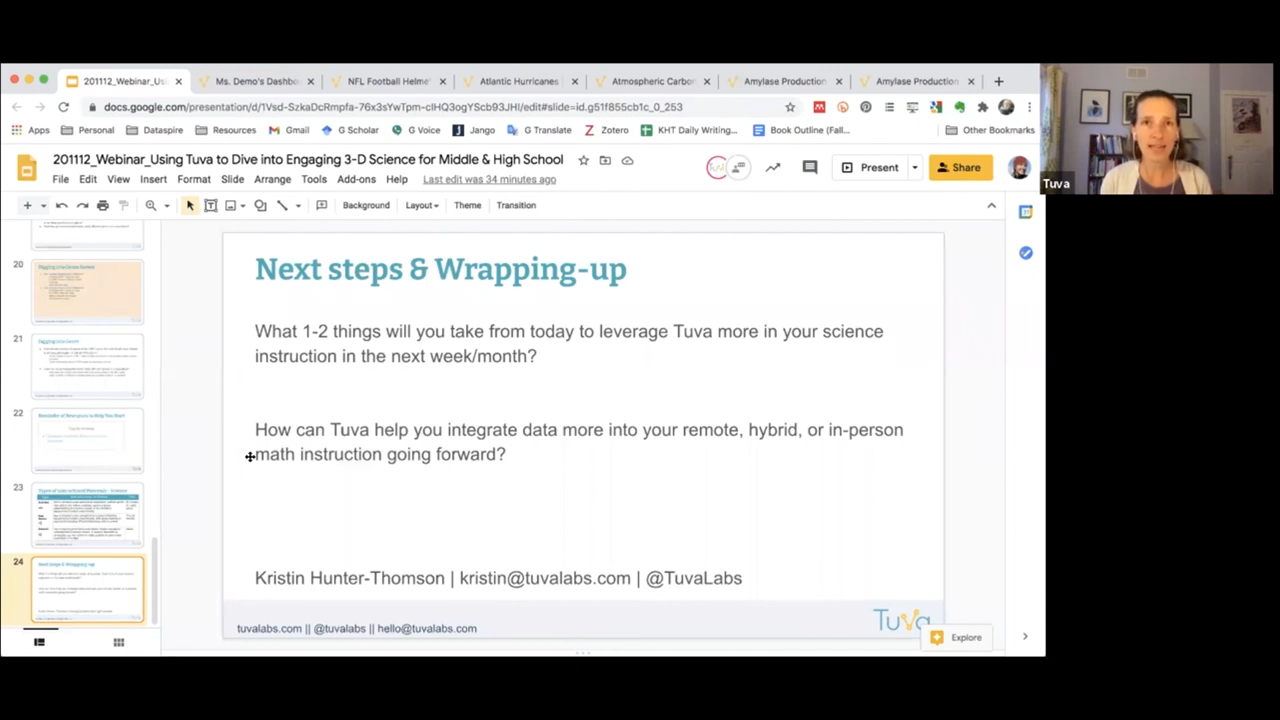 201112_Webinar_Usi
Ms. Demo's Dashbo
NFL Football Helme
Atlantic Hurricanes
Atmospheric Carbo
Amylase Production
Amylase Production
docs.google.com/presentation/d/1Vsd-SzkaDcRmpfa-76x3sYwTpm-cIHQ3ogYScb93JHI/edit#slide=id.g51f855cb1c_0_253
Apps
Personal
Dataspire
Resources
Gmail
G Scholar
G Voice
Jango
G Translate
Zotero
KHT Daily Writing...
Book Outline (Fall...
Other Bookmarks
Tuva
201112_Webinar_Using Tuva to Dive into Engaging 3-D Science for Middle & High School
Present
Share
File Edit View Insert Format Slide Arrange Tools Add-ons Help Last edit was 34 minutes ago
Background Layout Theme Transition
20
21
22
23
24
Next steps & Wrapping-up
What 1-2 things will you take from today to leverage Tuva more in your science
instruction in the next week/month?
How can Tuva help you integrate data more into your remote, hybrid, or in-person
math instruction going forward?
Kristin Hunter-Thomson | kristin@tuvalabs.com | @TuvaLabs
tuvalabs.com || @tuvalabs || hello@tuvalabs.com
Tuva
Explore